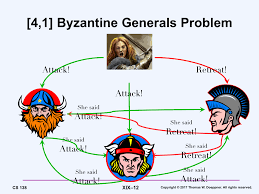 [4,1] Byzantine Generals Problem
Attack!
Retreat!
Attack!
She said
Attack!
She said
Retreat!
She said
Attack!
She said
Retreat!
She said
Attack!
She said
Attack!
CS 138
XIX–12
Copyright © 2017 Thomas W. Doeppner. All rights reserved.